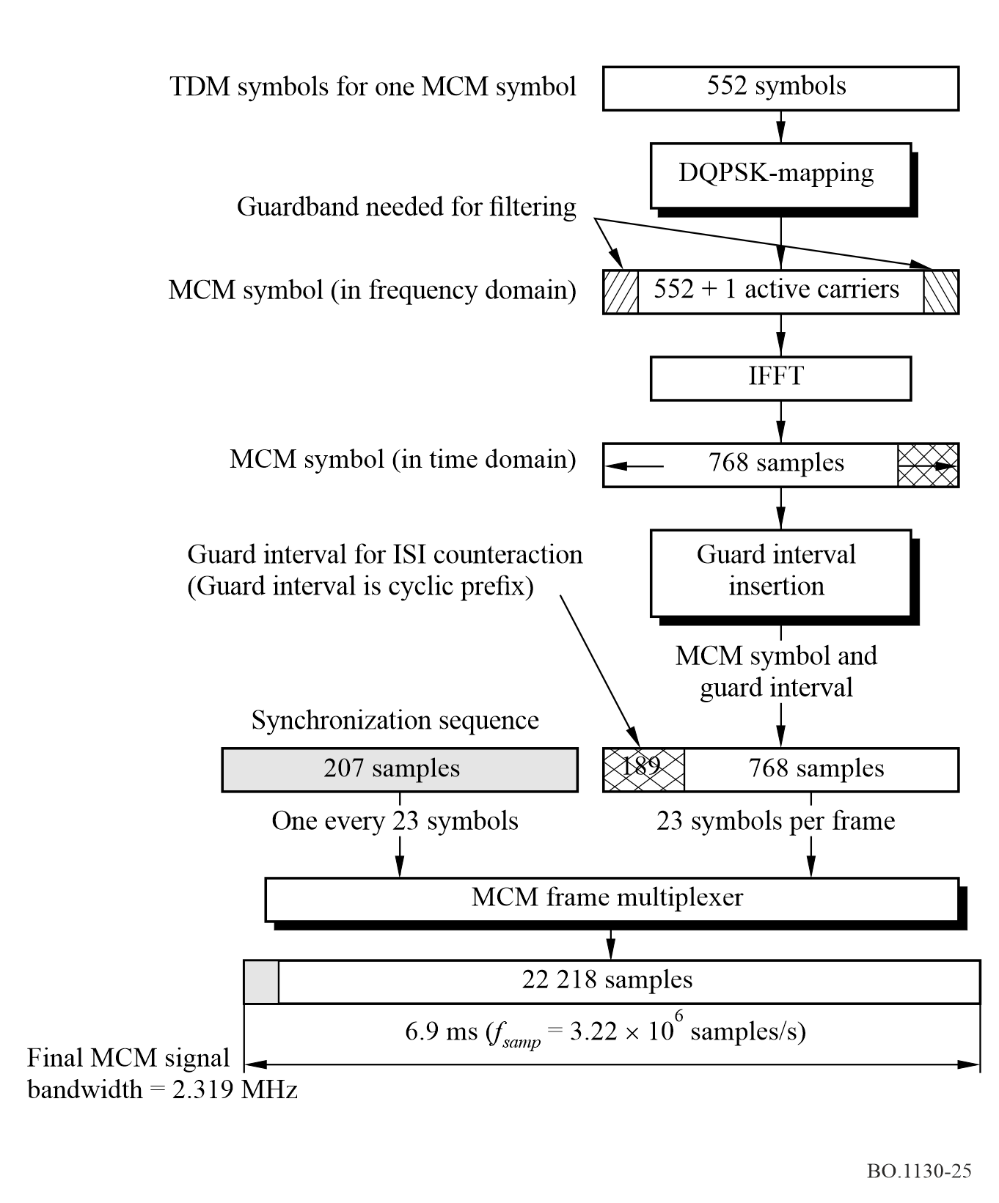 TDM symbols for one MCM symbol
552 symbols
DQPSK-mapping
Guardband needed for filtering
MCM symbol (in frequency domain)
552 + 1 active carriers
IFFT
MCM symbol (in time domain)
768 samples
Guard interval for ISI counteraction
(Guard interval is cyclic prefix)
Guard interval
insertion
MCM symbol and
guard interval
Synchronization sequence
207 samples
189
768 samples
One every 23 symbols
23 symbols per frame
MCM frame multiplexer
22 218 samples
6.9 ms (fsamp = 3.22 × 10⁶ samples/s)
Final MCM signal
bandwidth = 2.319 MHz
BO.1130-25